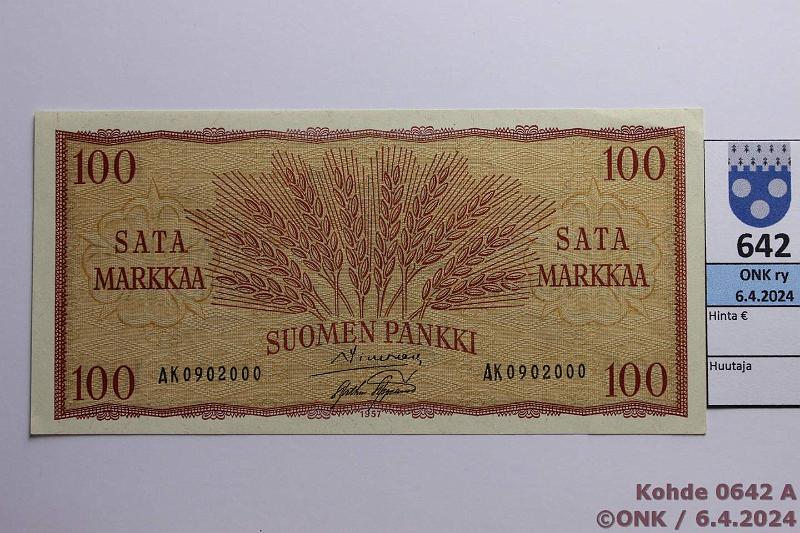 100
100
SATA
MARKKAA
SATA
MARKKAA
SUOMEN PANKKI
AK0902000
AK0902000
100
100
1957
642
ONK ry
6.4.2024
Hinta €
Huutaja
Kohde 0642 A
©ONK / 6.4.2024